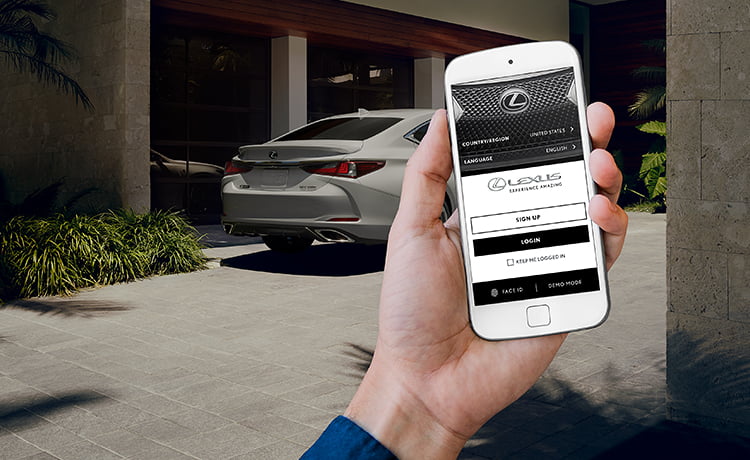 COUNTRY/REGION UNITED STATES
LANGUAGE ENGLISH
LEXUS
EXPERIENCE AMAZING
SIGN UP
LOGIN
KEEP ME LOGGED IN
FACE ID | DEMO MODE